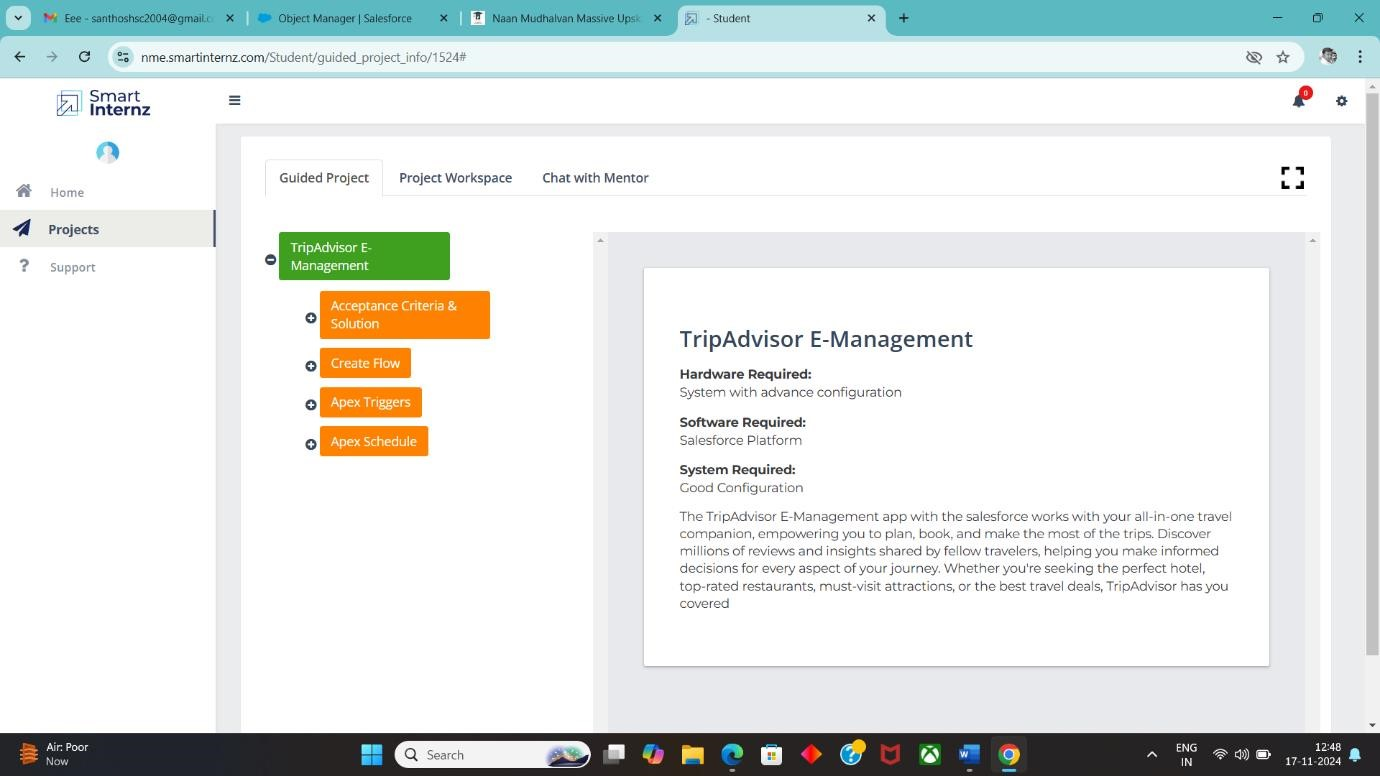 Eee - santhoshsc2004@gmail.c
Object Manager | Salesforce
Naan Mudhalvan Massive Upsk
- Student
nme.smartinternz.com/Student/guided_project_info/1524#
Smart
Internz
0
Home
Projects
Support
Guided Project
Project Workspace
Chat with Mentor
TripAdvisor E-
Management
Acceptance Criteria &
Solution
Create Flow
Apex Triggers
Apex Schedule
TripAdvisor E-Management
Hardware Required:
System with advance configuration
Software Required:
Salesforce Platform
System Required:
Good Configuration
The TripAdvisor E-Management app with the salesforce works with your all-in-one travel
companion, empowering you to plan, book, and make the most of the trips. Discover
millions of reviews and insights shared by fellow travelers, helping you make informed
decisions for every aspect of your journey. Whether you're seeking the perfect hotel,
top-rated restaurants, must-visit attractions, or the best travel deals, TripAdvisor has you
covered
Air: Poor
Now
Search
ENG
IN
12:48
17-11-2024